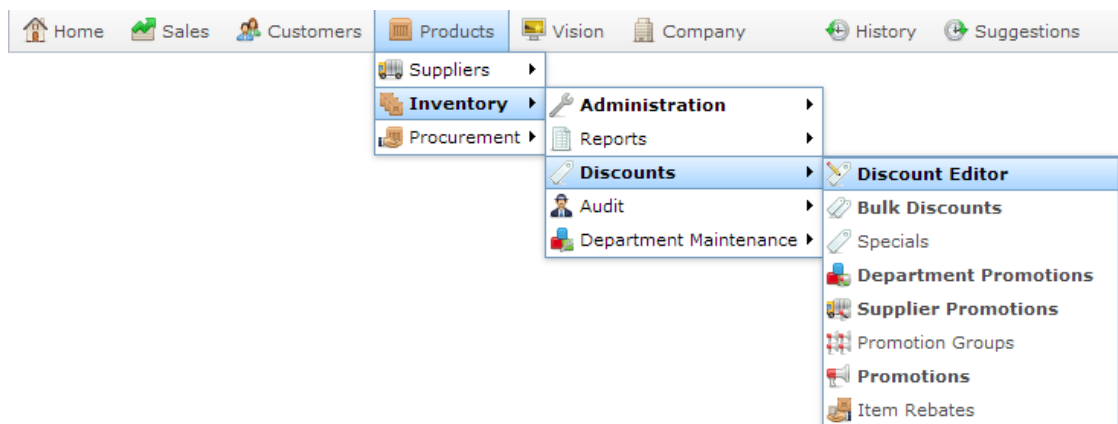 Home Sales Customers Products Vision Company History Suggestions
Suppliers
Inventory
Procurement
Administration
Reports
Discounts
Audit
Department Maintenance
Discount Editor
Bulk Discounts
Specials
Department Promotions
Supplier Promotions
Promotion Groups
Promotions
Item Rebates